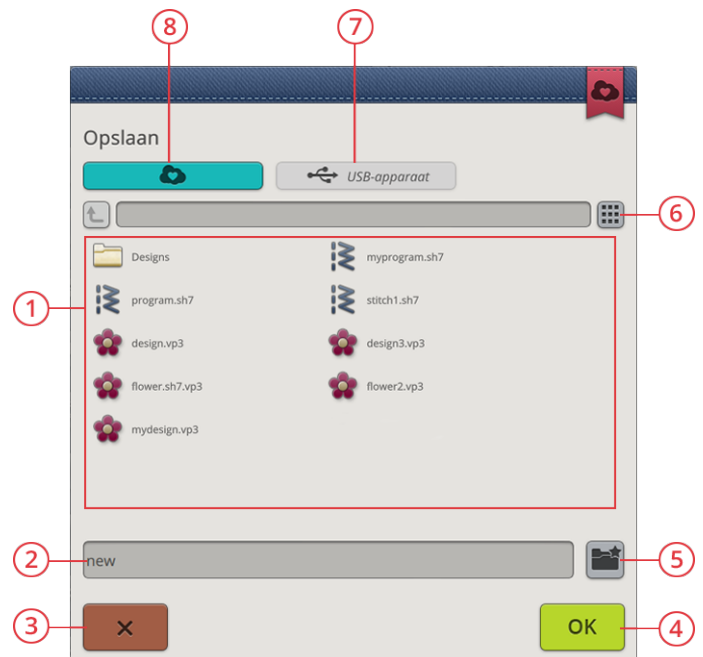 8
7
Opslaan
USB-apparaat
6
Designs
myprogram.sh7
1
program.sh7
stitch1.sh7
design.vp3
design3.vp3
flower.sh7.vp3
flower2.vp3
mydesign.vp3
2
new
5
3
OK
4